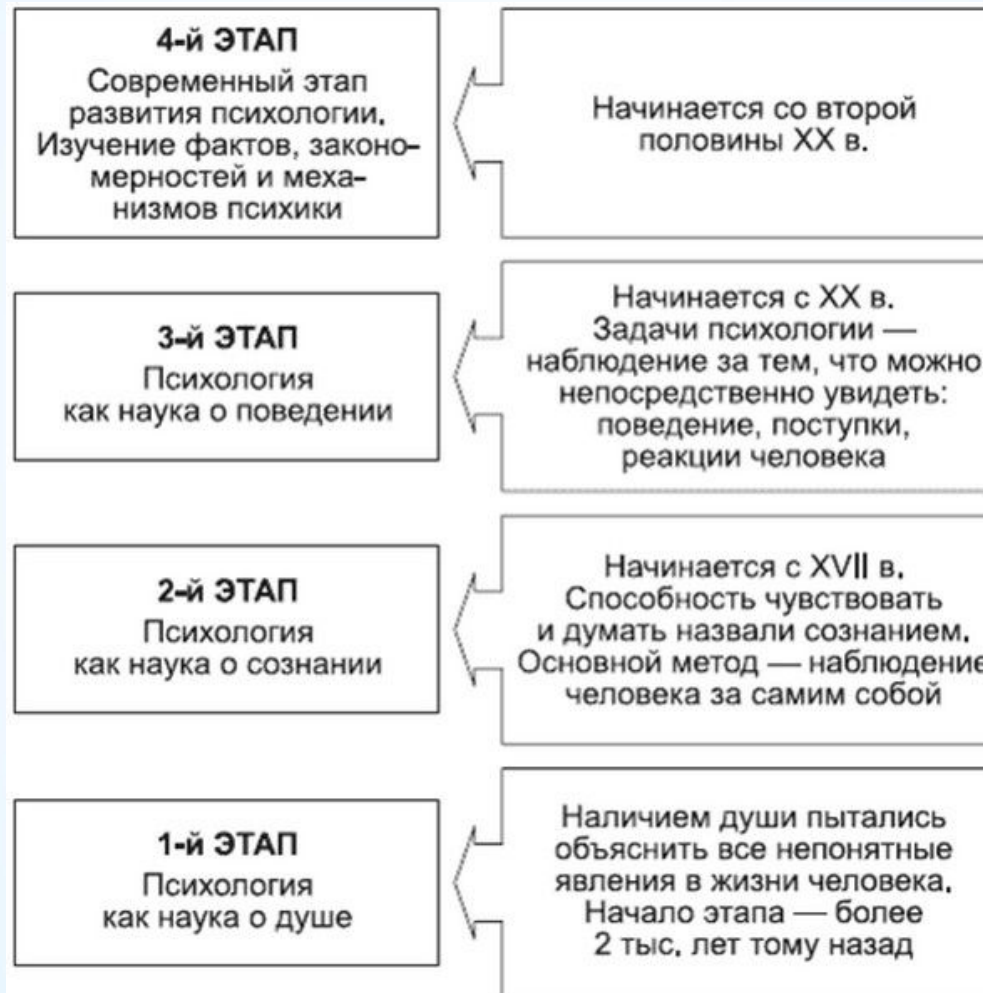 4-й ЭТАП
Современный этап
развития психологии.
Изучение фактов, законо-
мерностей и меха-
низмов психики
Начинается со второй
половины XX в.
3-й ЭТАП
Психология
как наука о поведении
Начинается с XX в.
Задачи психологии —
наблюдение за тем, что можно
непосредственно увидеть:
поведение, поступки,
реакции человека
2-й ЭТАП
Психология
как наука о сознании
Начинается с XVII в.
Способность чувствовать
и думать назвали сознанием.
Основной метод — наблюдение
человека за самим собой
1-й ЭТАП
Психология
как наука о душе
Наличием души пытались
объяснить все непонятные
явления в жизни человека.
Начало этапа — более
2 тыс. лет тому назад